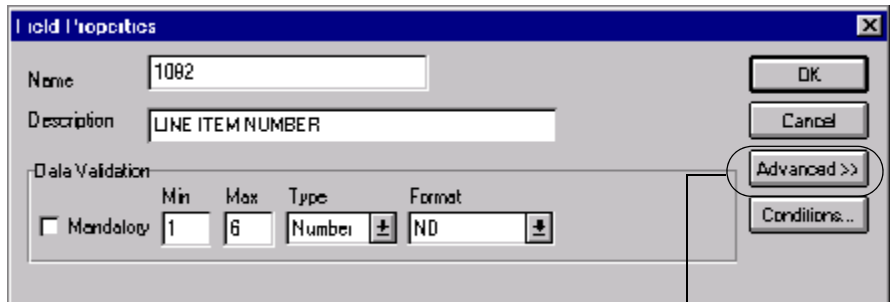 Field Properties
Name 1082
OK
Description LINE ITEM NUMBER
Cancel
Data Validation
Advanced >>
Min Max Type Format
Conditions...
Mandatory 1 6 Number N0